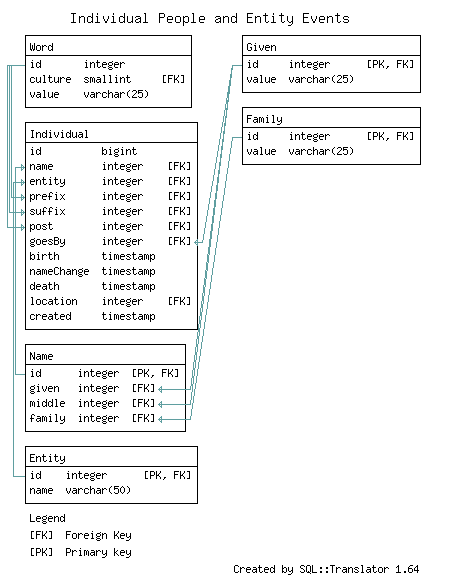 Individual People and Entity Events
Word
id integer
culture smallint [FK]
value varchar(25)
Given
id integer [PK, FK]
value varchar(25)
Family
id integer [PK, FK]
value varchar(25)
Individual
id bigint
name integer [FK]
entity integer [FK]
prefix integer [FK]
suffix integer [FK]
post integer [FK]
goesBy integer [FK]
birth timestamp
nameChange timestamp
death timestamp
location integer [FK]
created timestamp
Name
id integer [PK, FK]
given integer [FK]
middle integer [FK]
family integer [FK]
Entity
id integer [PK, FK]
name varchar(50)
Legend
[FK] Foreign Key
[PK] Primary key
Created by SQL::Translator 1.64